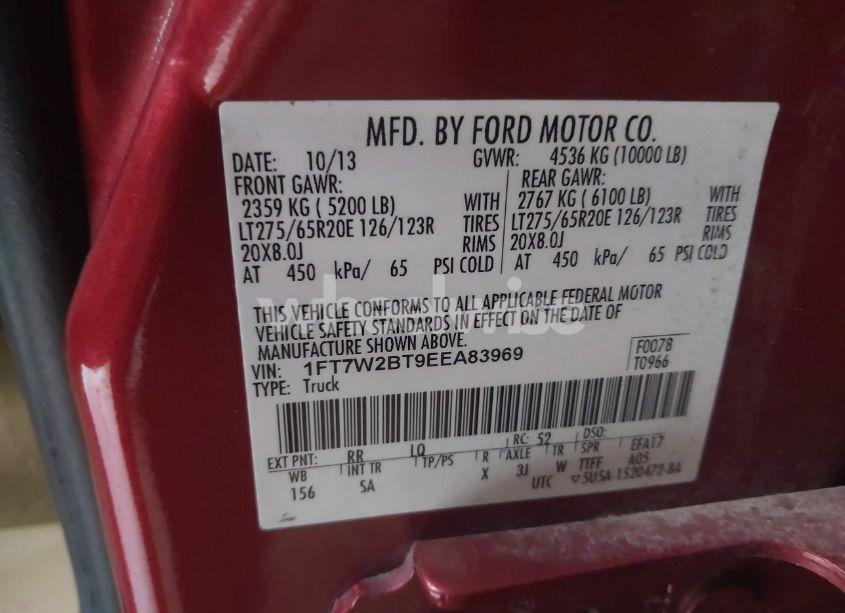 MFD. BY FORD MOTOR CO.
DATE: 10/13 GVWR: 4536 KG (10000 LB)
FRONT GAWR: REAR GAWR:
2359 KG ( 5200 LB) WITH 2767 KG ( 6100 LB) WITH
LT275/65R20E 126/123R TIRES LT275/65R20E 126/123R TIRES
20X8.0J RIMS 20X8.0J RIMS
AT 450 kPa/ 65 PSI COLD AT 450 kPa/ 65 PSI COLD
THIS VEHICLE CONFORMS TO ALL APPLICABLE FEDERAL MOTOR
VEHICLE SAFETY STANDARDS IN EFFECT ON THE DATE OF
MANUFACTURE SHOWN ABOVE.
VIN: 1FT7W2BT9EEA83969 F0078
TYPE: Truck T0966
EXT PNT: RR LQ RC: 52 DSO:
WB INT TR TP/PS R AXLE TR SPR EFA17
156 SA X 3J W TTFF A05
UTC ▽5U5A-1520472-BA